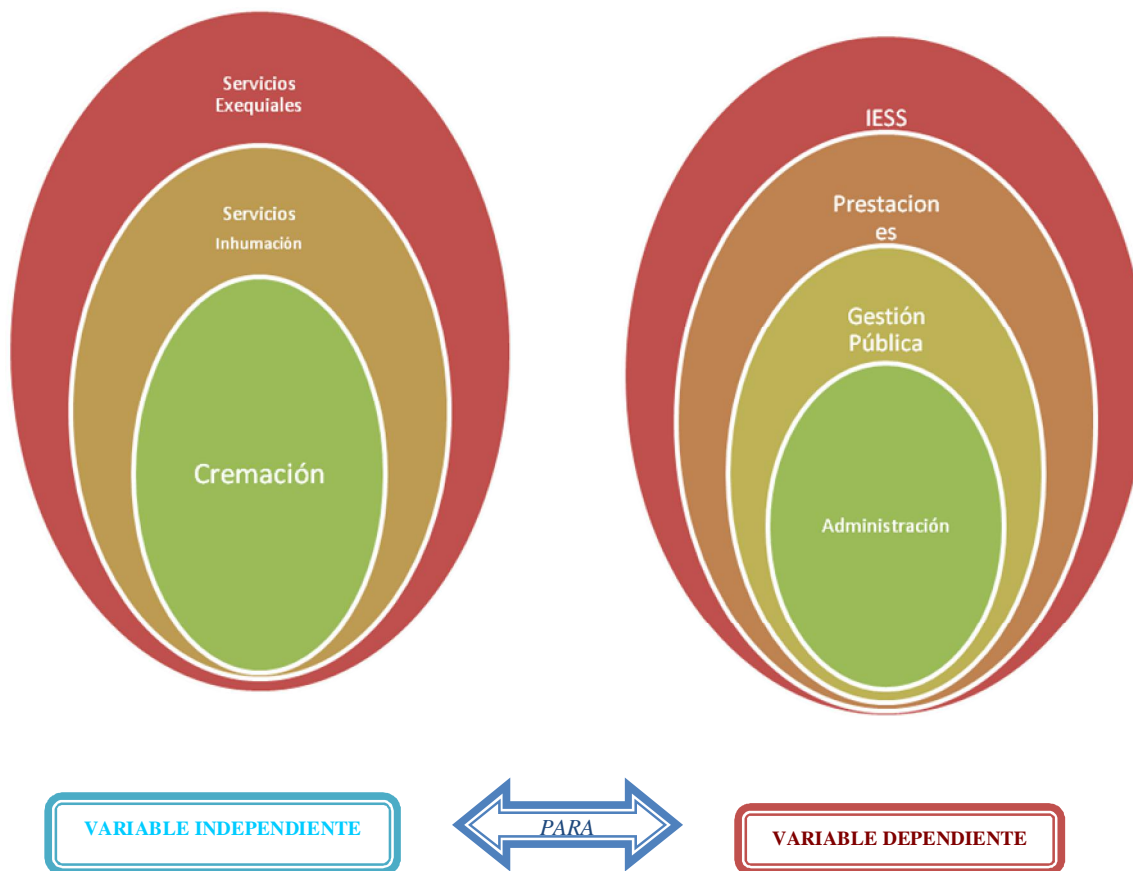 Servicios
Exequiales
Servicios
Inhumación
Cremación
IESS
Prestacion
es
Gestión
Pública
Administración
VARIABLE INDEPENDIENTE
PARA
VARIABLE DEPENDIENTE